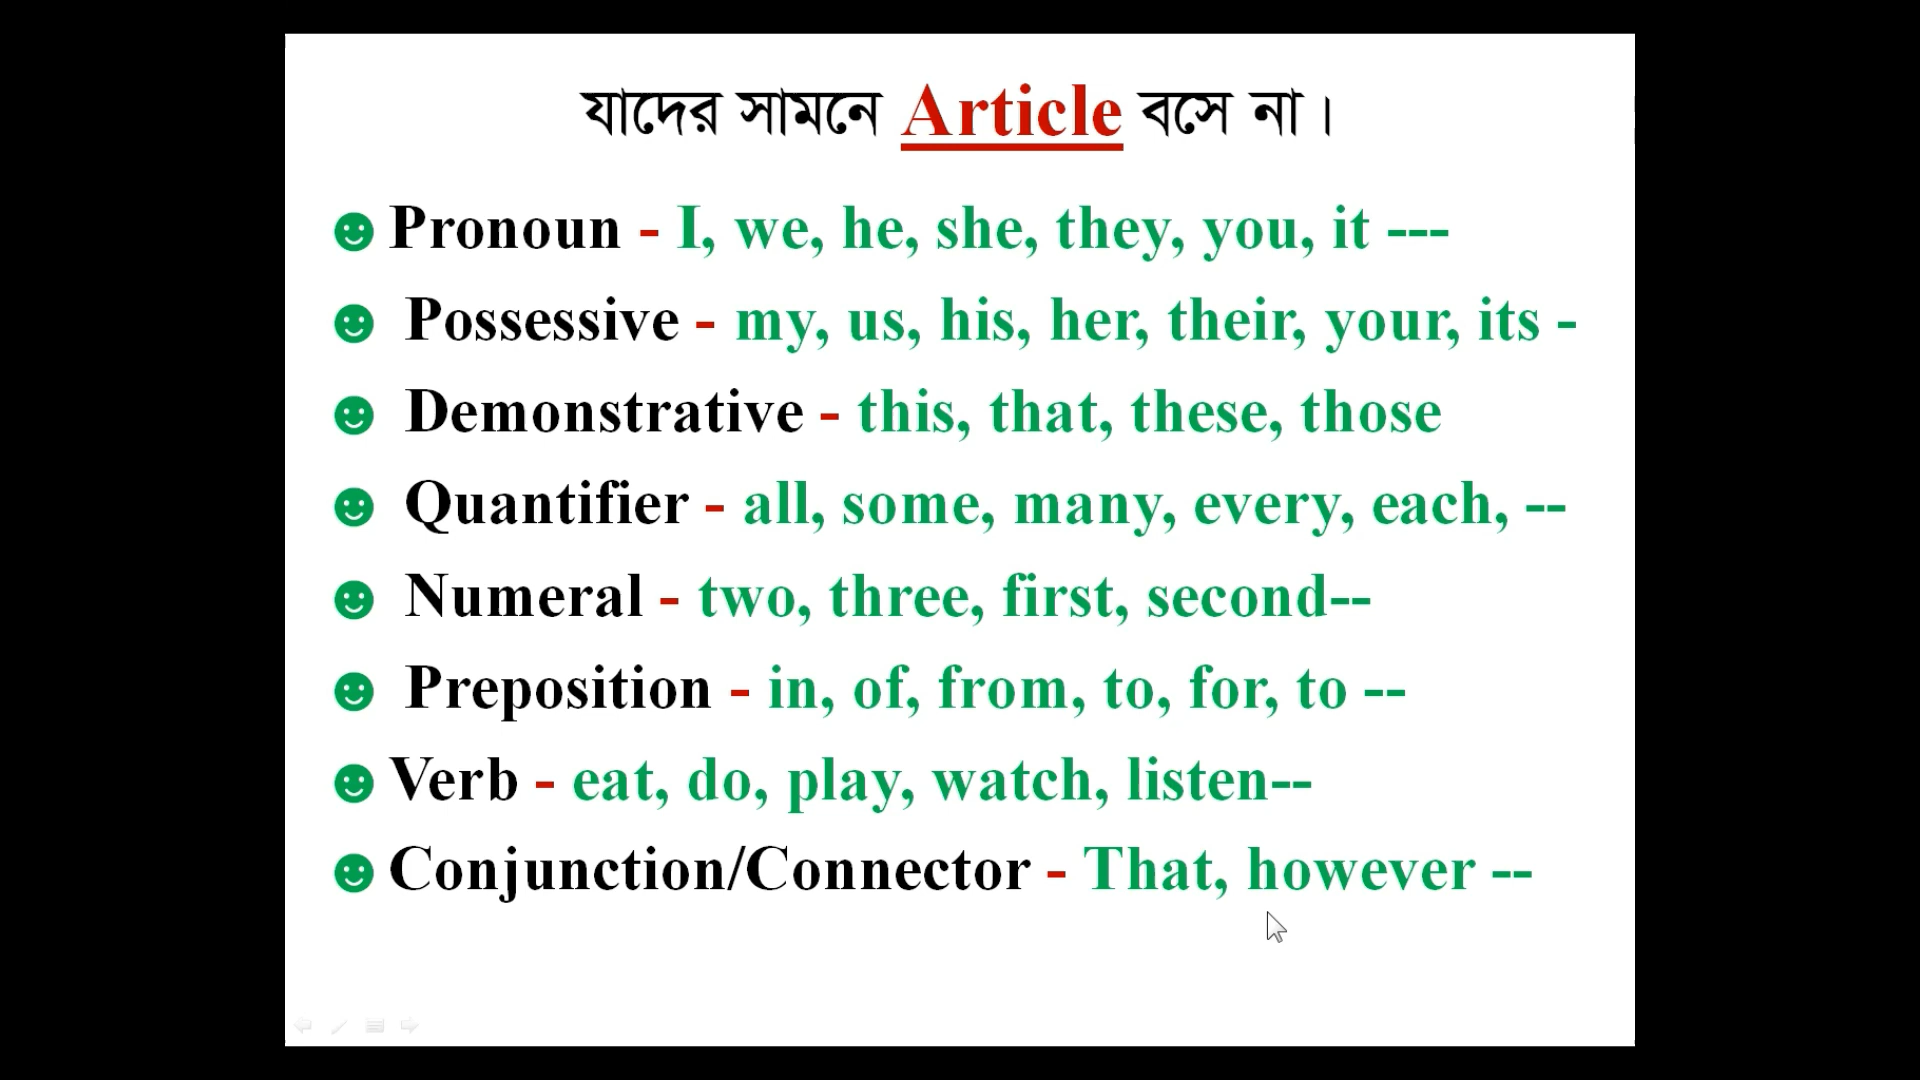 যাদের সামনে Article বসে না।
Pronoun - I, we, he, she, they, you, it ---
Possessive - my, us, his, her, their, your, its -
Demonstrative - this, that, these, those
Quantifier - all, some, many, every, each, --
Numeral - two, three, first, second--
Preposition - in, of, from, to, for, to --
Verb - eat, do, play, watch, listen--
Conjunction/Connector - That, however --